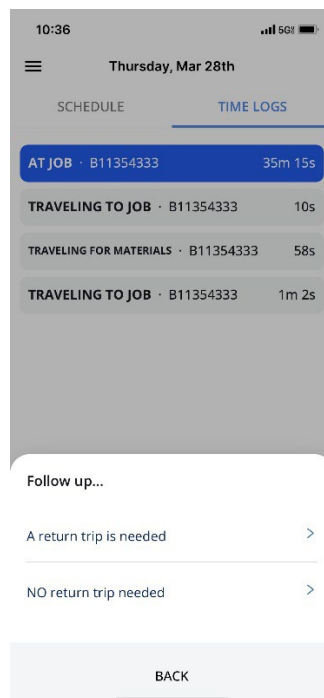 10:36
5G
Thursday, Mar 28th
SCHEDULE TIME LOGS
AT JOB · B11354333 35m 15s
TRAVELING TO JOB · B11354333 10s
TRAVELING FOR MATERIALS · B11354333 58s
TRAVELING TO JOB · B11354333 1m 2s
Follow up...
A return trip is needed
NO return trip needed
BACK